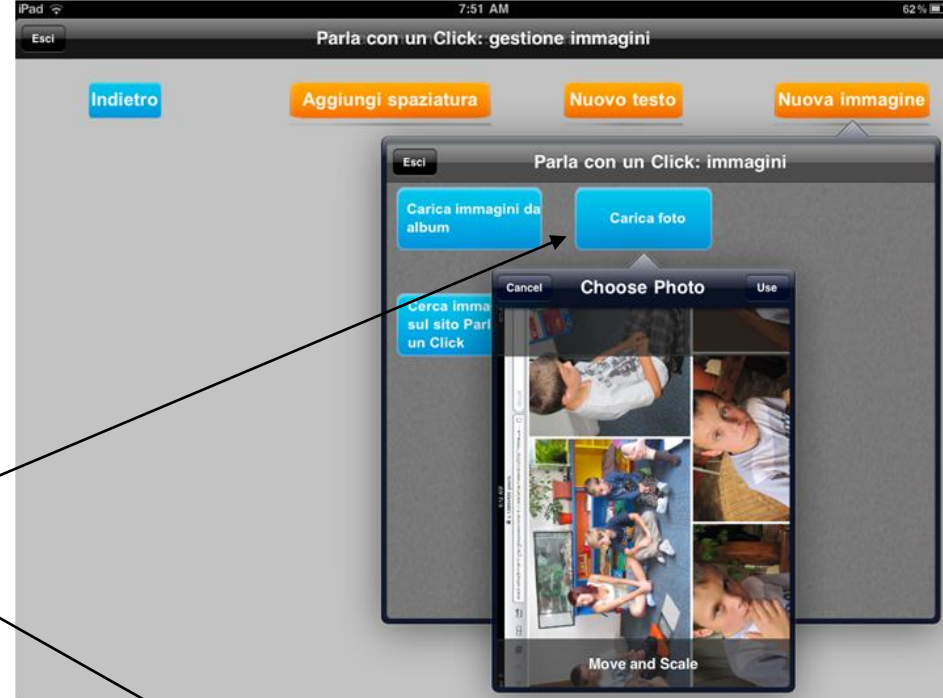 iPad
7:51 AM
62%
Esci
Parla con un Click: gestione immagini
Indietro
Aggiungi spaziatura
Nuovo testo
Nuova immagine
Esci
Parla con un Click: immagini
Carica immagini da
album
Carica foto
Cancel
Choose Photo
Use
Cerca imma
sul sito Parl
un Click
Move and Scale